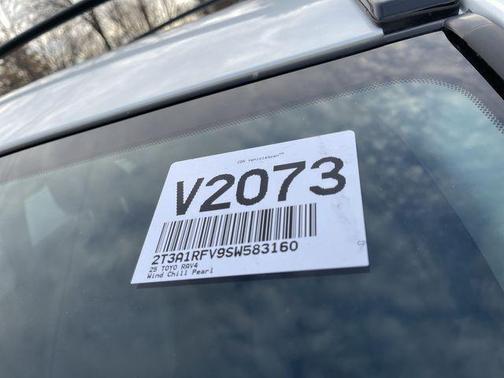 V2073
2T3A1RFV9SW583160
25 TOYO RAV4
Wind Chill Pearl